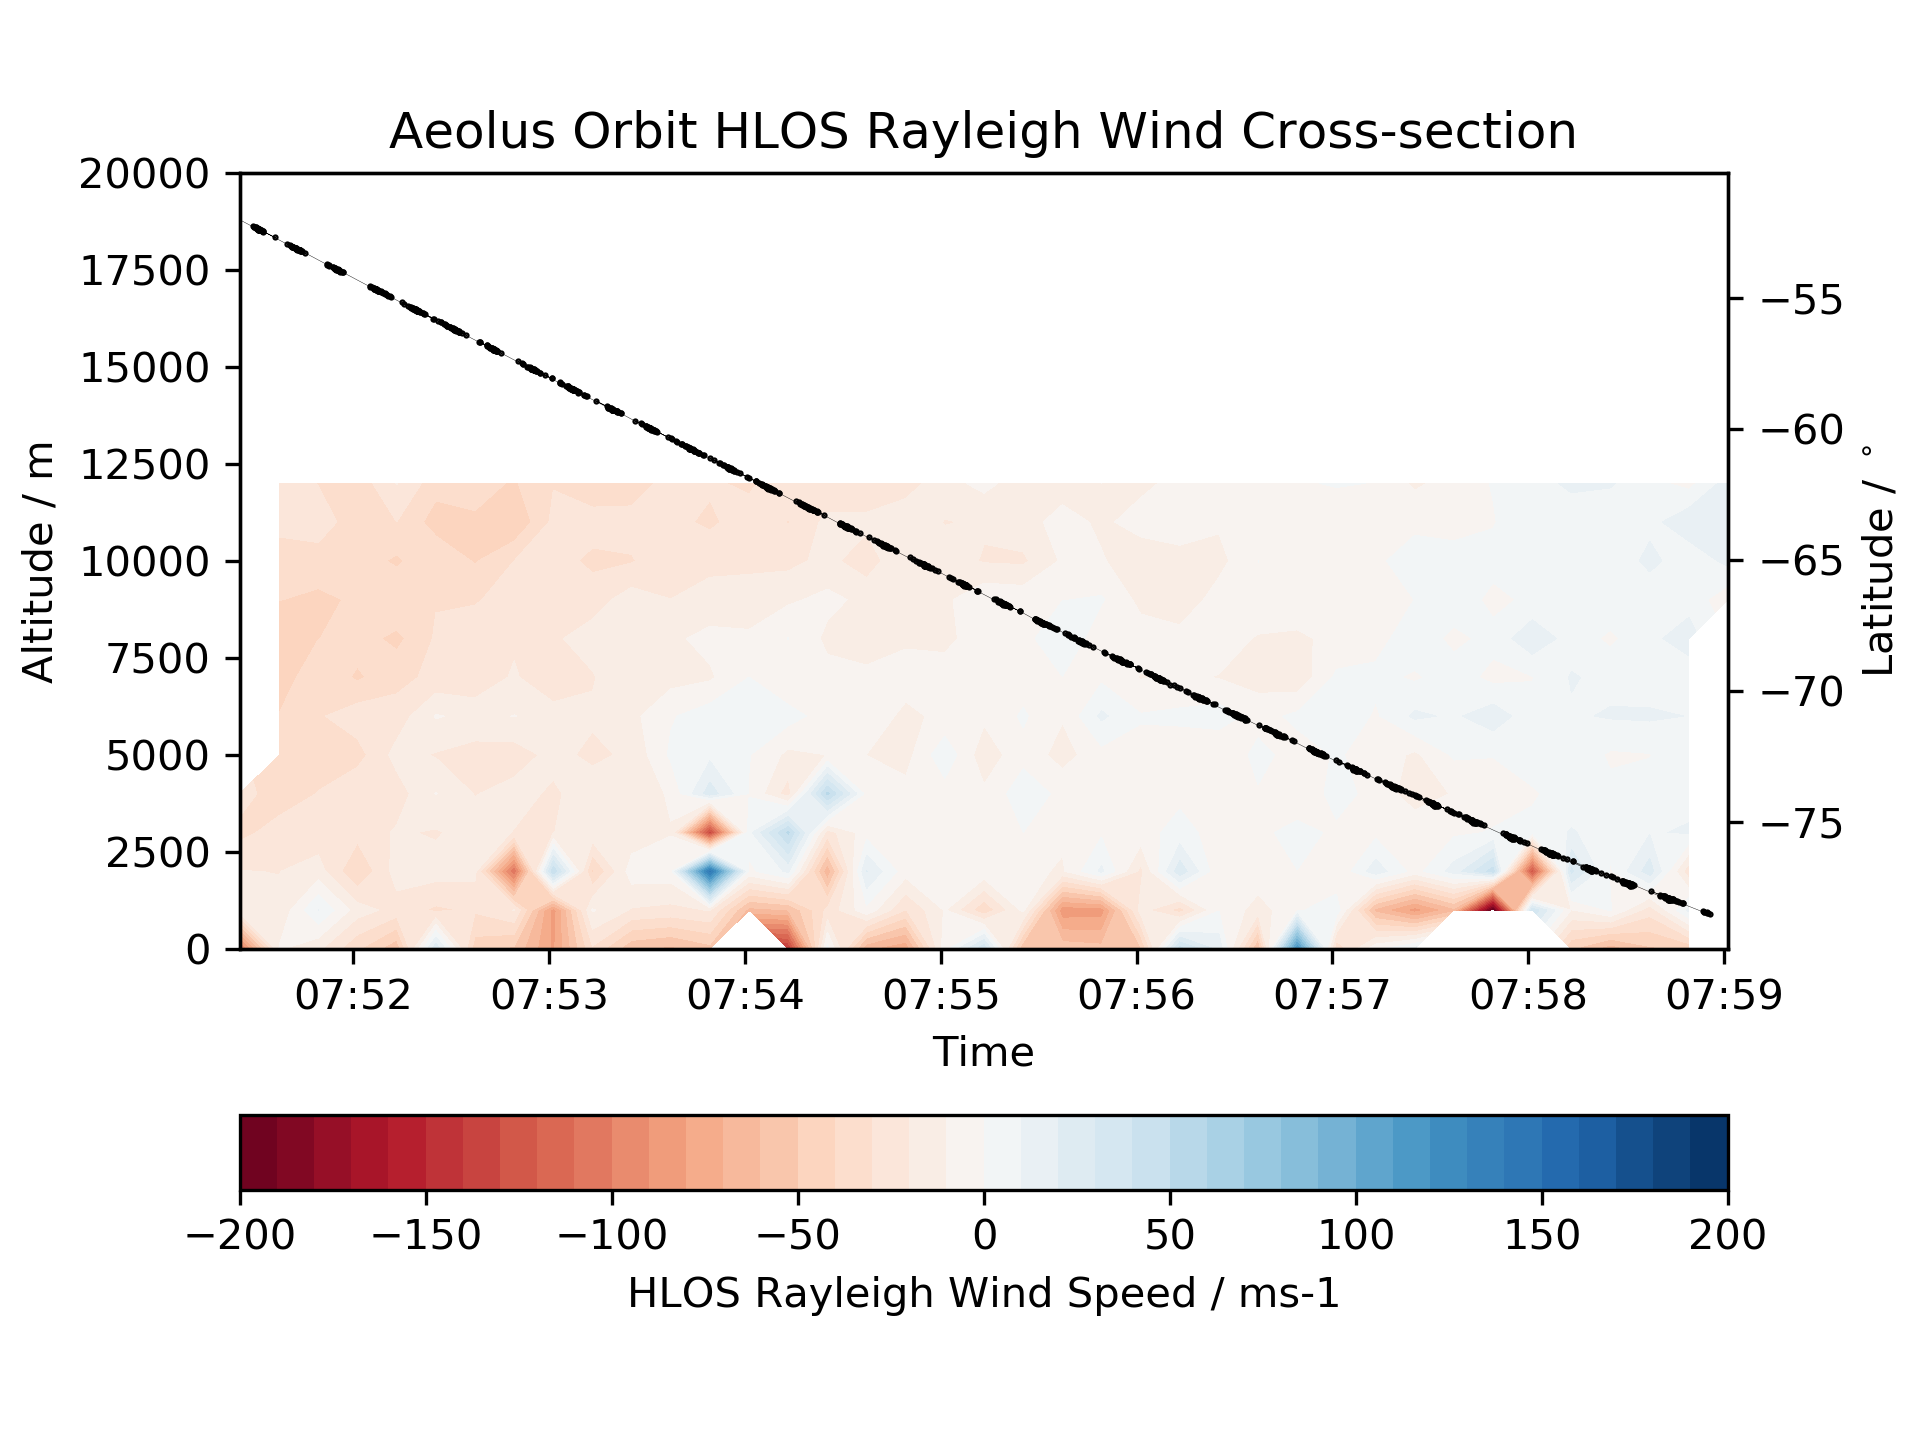 Aeolus Orbit HLOS Rayleigh Wind Cross-section
20000
17500
15000
12500
10000
7500
5000
2500
0
Altitude / m
−55
−60
−65
−70
−75
Latitude / °
07:52 07:53 07:54 07:55 07:56 07:57 07:58 07:59
Time
−200 −150 −100 −50 0 50 100 150 200
HLOS Rayleigh Wind Speed / ms-1